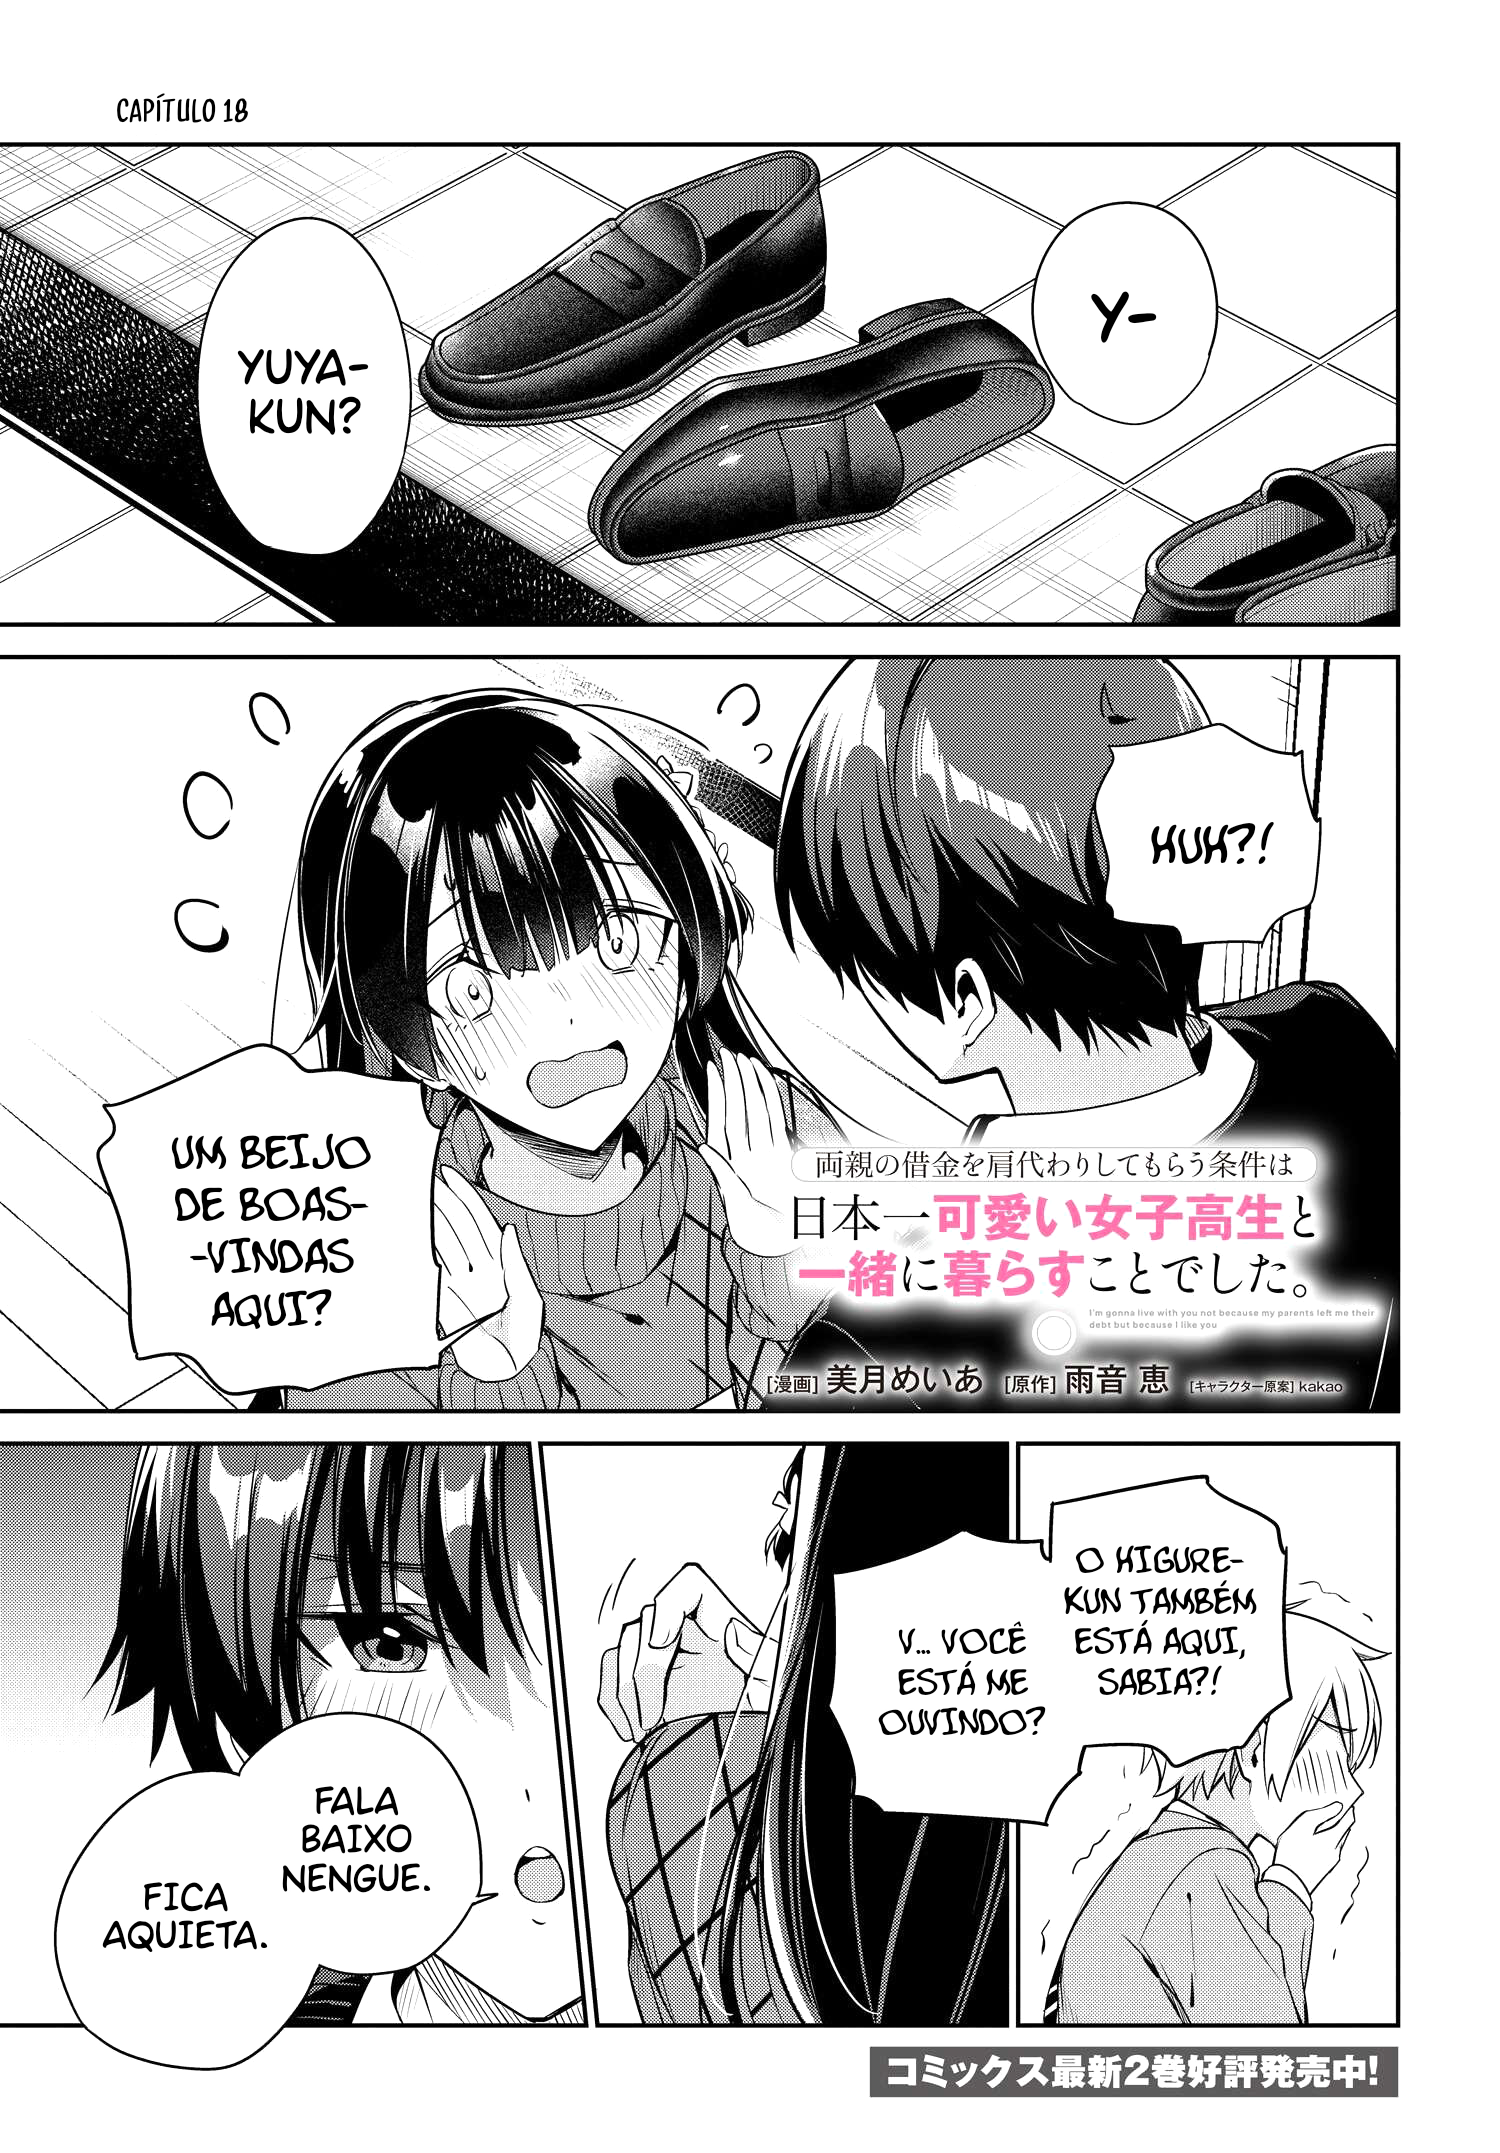 CAPÍTULO 18
Y-
YUYA-
KUN?
HUH?!
UM BEIJO
DE BOAS-
-VINDAS
AQUI?
両親の借金を肩代わりしてもらう条件は
日本一可愛い女子高生と
一緒に暮らすことでした。
I'm gonna live with you not because my parents left me their
debt but because I like you
[漫画] 美月めいあ [原作] 雨音 恵 [キャラクター原案] kakao
O HIGURE-
KUN TAMBÉM
ESTÁ AQUI,
SABIA?!
V... VOCÊ
ESTÁ ME
OUVINDO?
FALA
BAIXO
NENGUE.
FICA
AQUIETA.
コミックス最新2巻好評発売中!